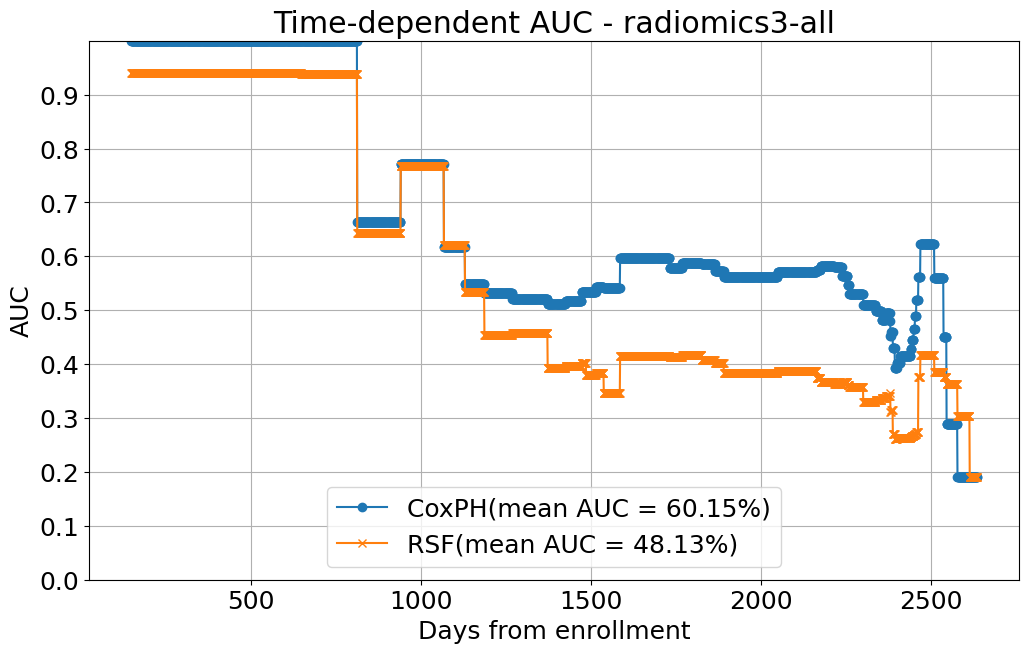 Time-dependent AUC - radiomics3-all
AUC
0.9
0.8
0.7
0.6
0.5
0.4
0.3
0.2
0.1
0.0
CoxPH(mean AUC = 60.15%)
RSF(mean AUC = 48.13%)
500 1000 1500 2000 2500
Days from enrollment